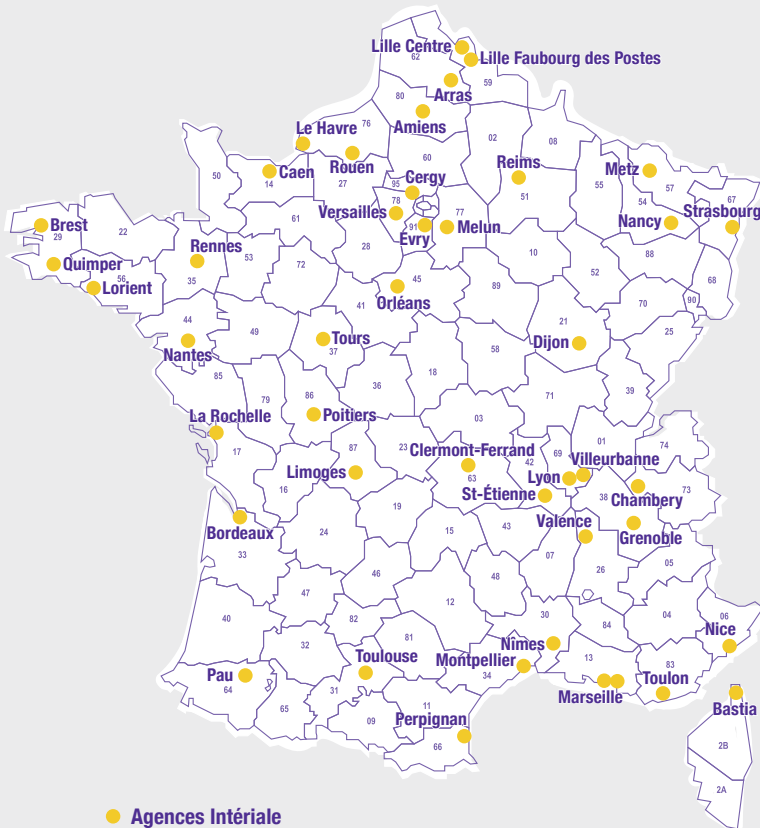 Lille Centre
62
Lille Faubourg des Postes
59
Arras
80
Amiens
76
Le Havre
02
08
Rouen
60
Reims
Metz
50
Caen
14
27
Cergy
95
51
55
57
54
67
78
Versailles
77
Strasbourg
Brest
29
22
61
91
Evry
Melun
Nancy
Rennes
53
28
10
88
Quimper
56
35
72
45
52
68
Lorient
41
Orléans
89
70
90
44
49
Tours
37
21
Dijon
25
Nantes
58
85
79
86
36
18
39
71
La Rochelle
Poitiers
03
17
87
23
Clermont-Ferrand
63
42
69
01
74
Villeurbanne
Limoges
Lyon
16
St-Étienne
38
Chambery
73
19
Bordeaux
33
24
15
43
Valence
Grenoble
07
26
05
46
48
47
40
12
04
06
82
30
84
Nice
32
81
Nîmes
Toulouse
Montpellier
34
13
83
Pau
64
31
Marseille
Toulon
65
09
11
Perpignan
66
Bastia
2B
2A
Agences Intériale